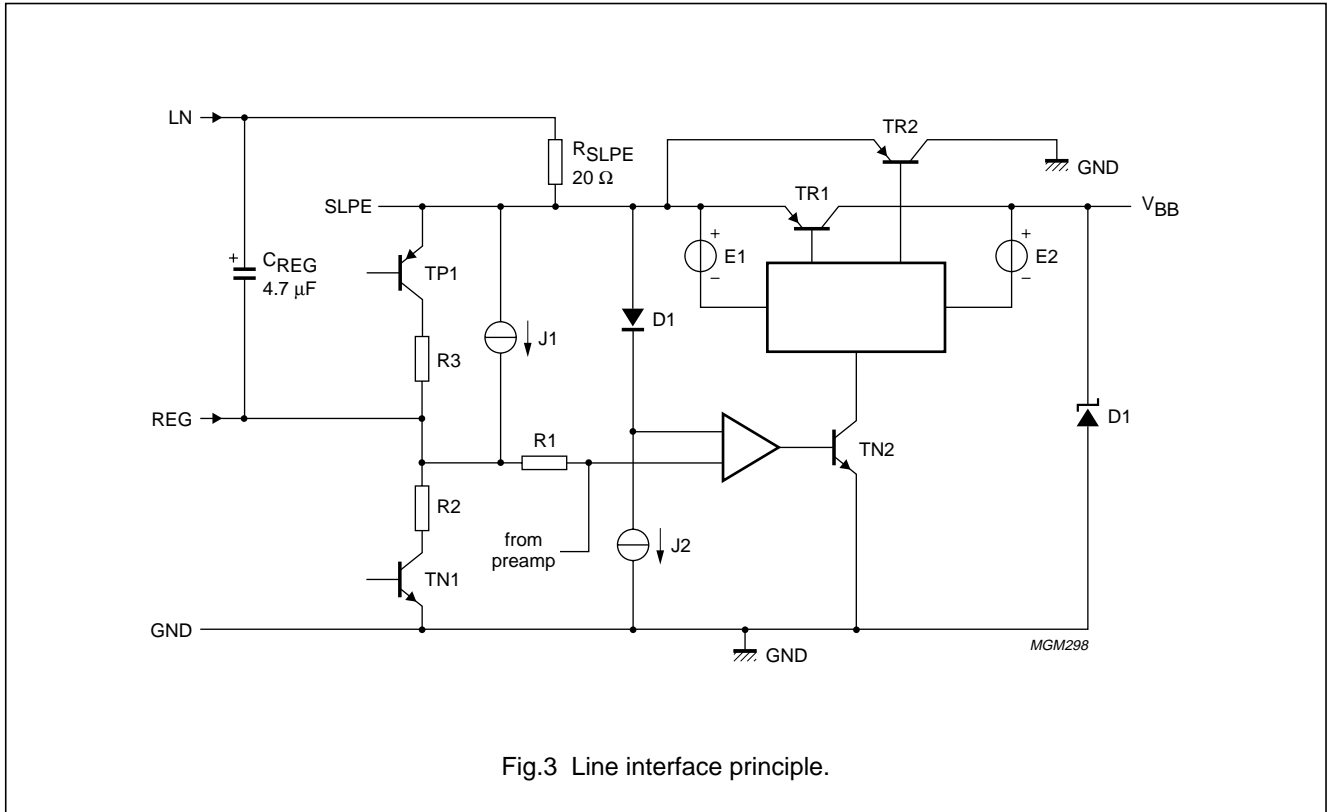 LN
TR2
RSLPE
20 Ω
GND
TR1
SLPE
VBB
+
CREG
4.7 µF
TP1
+
E1
−
+
E2
−
D1
J1
R3
REG
D1
R1
TN2
R2
from
preamp
J2
TN1
GND
GND
MGM298
Fig.3 Line interface principle.